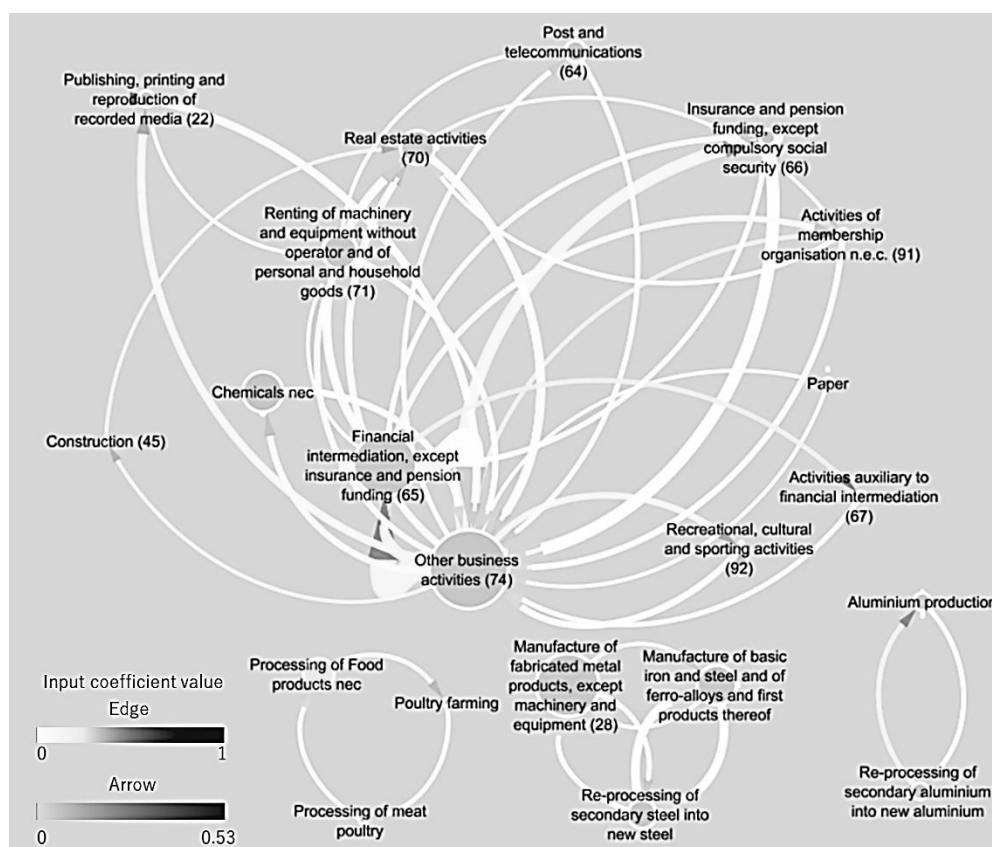 Post and
telecommunications
(64)
Publishing, printing and
reproduction of
recorded media (22)
Insurance and pension
funding, except
compulsory social
security (66)
Real estate activities
(70)
Renting of machinery
and equipment without
operator and of
personal and household
goods (71)
Activities of
membership
organisation n.e.c. (91)
Chemicals nec
Paper
Construction (45)
Financial
intermediation, except
insurance and pension
funding (65)
Activities auxiliary to
financial intermediation
(67)
Recreational, cultural
and sporting activities
(92)
Other business
activities (74)
Aluminium production
Manufacture of
fabricated metal
products, except
machinery and
equipment (28)
Manufacture of basic
iron and steel and of
ferro-alloys and first
products thereof
Processing of Food
products nec
Poultry farming
Input coefficient value
Edge
0 1
Arrow
0 0.53
Processing of meat
poultry
Re-processing of
secondary steel into
new steel
Re-processing of
secondary aluminium
into new aluminium